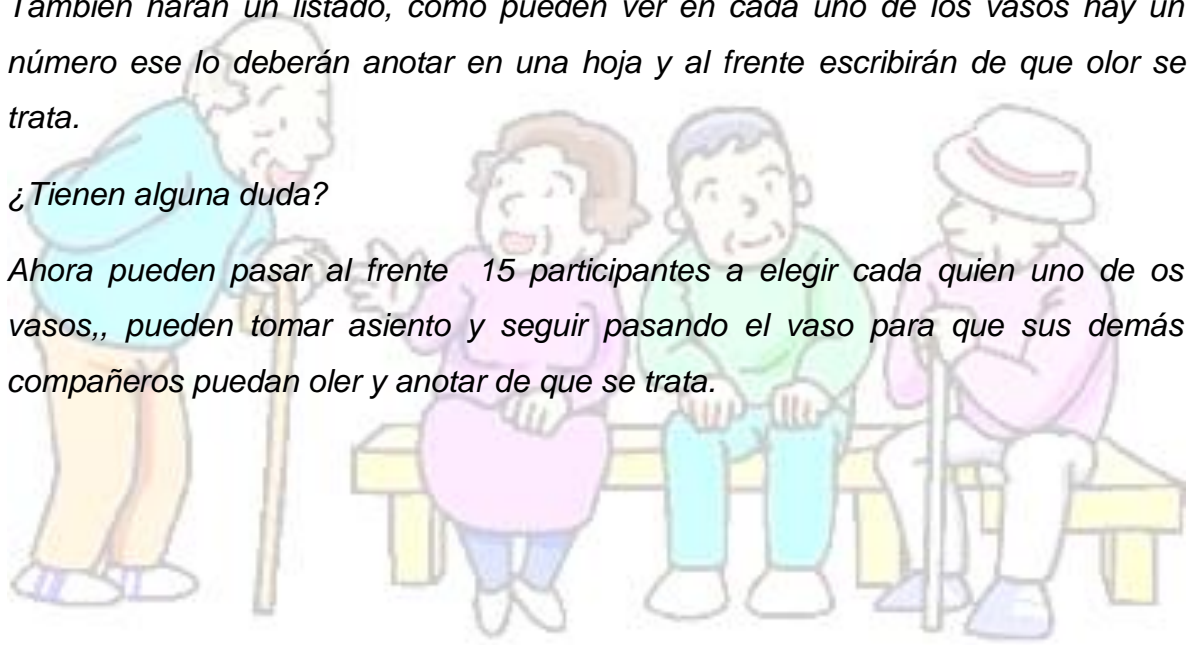 También harán un listado, como pueden ver en cada uno de los vasos hay un
número ese lo deberán anotar en una hoja y al frente escribirán de que olor se
trata.
¿Tienen alguna duda?
Ahora pueden pasar al frente 15 participantes a elegir cada quien uno de os
vasos,, pueden tomar asiento y seguir pasando el vaso para que sus demás
compañeros puedan oler y anotar de que se trata.